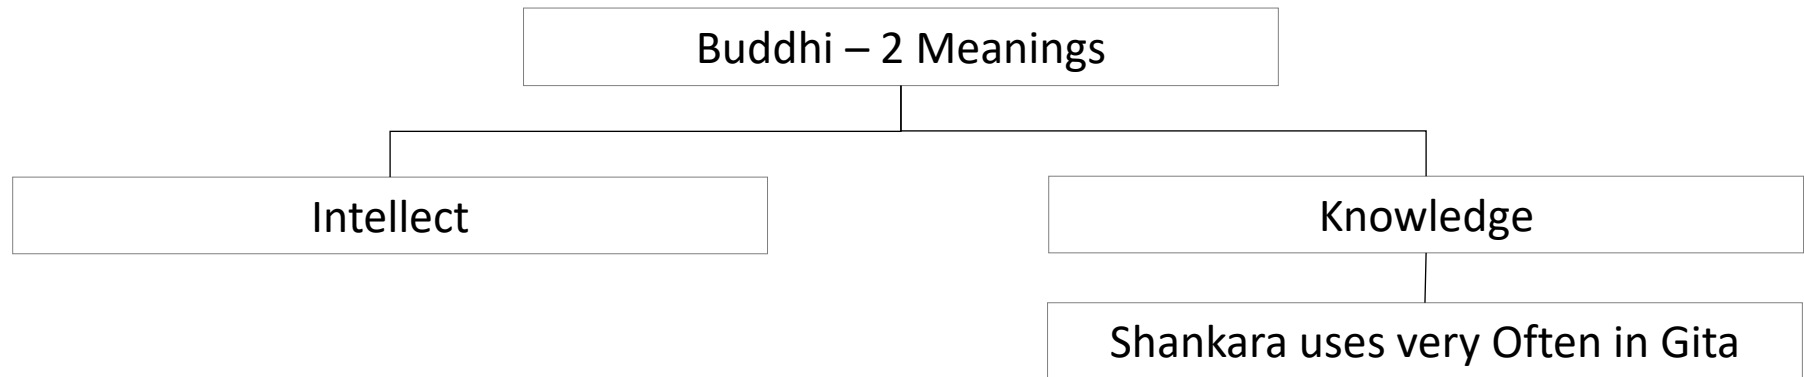 Buddhi – 2 Meanings
Intellect
Knowledge
Shankara uses very Often in Gita